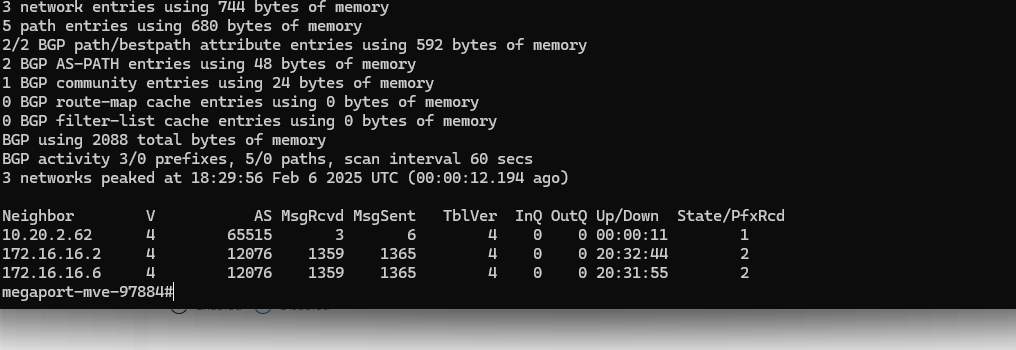 3 network entries using 744 bytes of memory
5 path entries using 680 bytes of memory
2/2 BGP path/bestpath attribute entries using 592 bytes of memory
2 BGP AS-PATH entries using 48 bytes of memory
1 BGP community entries using 24 bytes of memory
0 BGP route-map cache entries using 0 bytes of memory
0 BGP filter-list cache entries using 0 bytes of memory
BGP using 2088 total bytes of memory
BGP activity 3/0 prefixes, 5/0 paths, scan interval 60 secs
3 networks peaked at 18:29:56 Feb 6 2025 UTC (00:00:12.194 ago)
Neighbor V AS MsgRcvd MsgSent TblVer InQ OutQ Up/Down State/PfxRcd
10.20.2.62 4 65515 3 6 4 0 0 00:00:11 1
172.16.16.2 4 12076 1359 1365 4 0 0 20:32:44 2
172.16.16.6 4 12076 1359 1365 4 0 0 20:31:55 2
megaport-mve-97884#